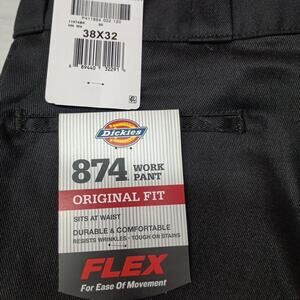 38X32
Dickies
874 WORK PANT
ORIGINAL FIT
SITS AT WAIST
DURABLE & COMFORTABLE
RESISTS WRINKLES • TOUGH ON STAINS
FLEX
For Ease Of Movement